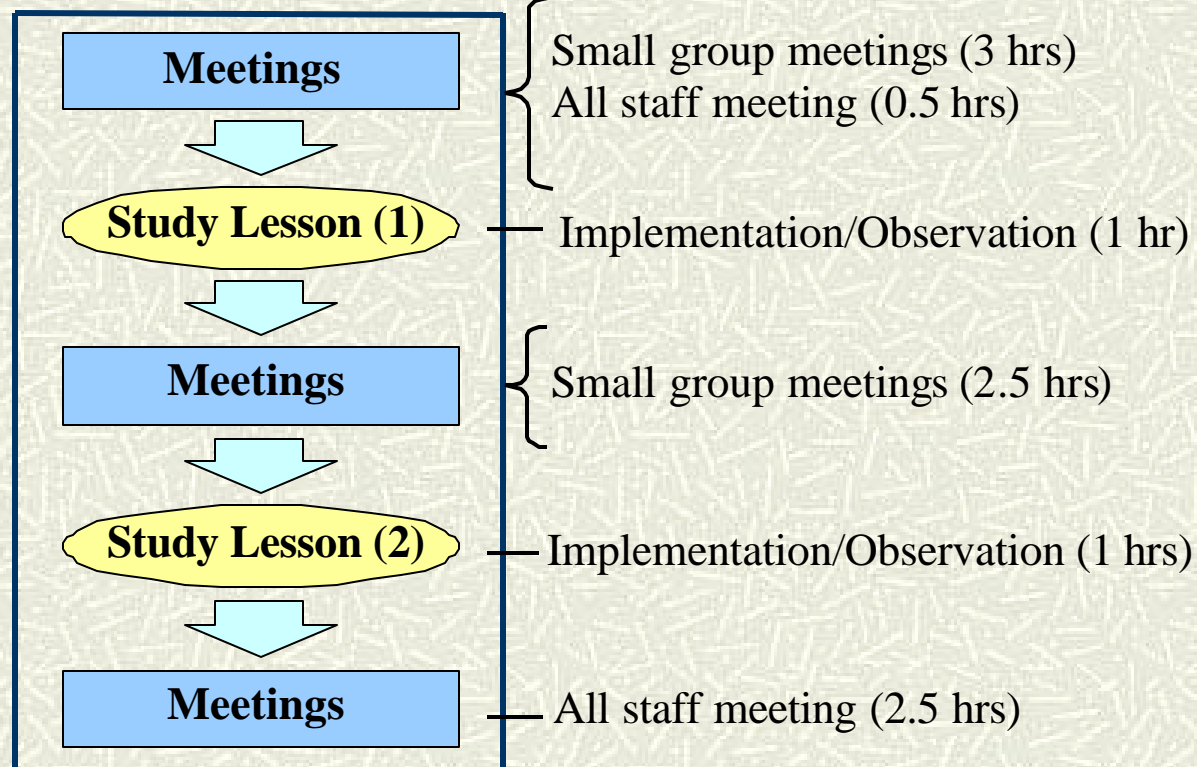 Meetings
Small group meetings (3 hrs)
All staff meeting (0.5 hrs)
Study Lesson (1)
Implementation/Observation (1 hr)
Meetings
Small group meetings (2.5 hrs)
Study Lesson (2)
Implementation/Observation (1 hrs)
Meetings
All staff meeting (2.5 hrs)